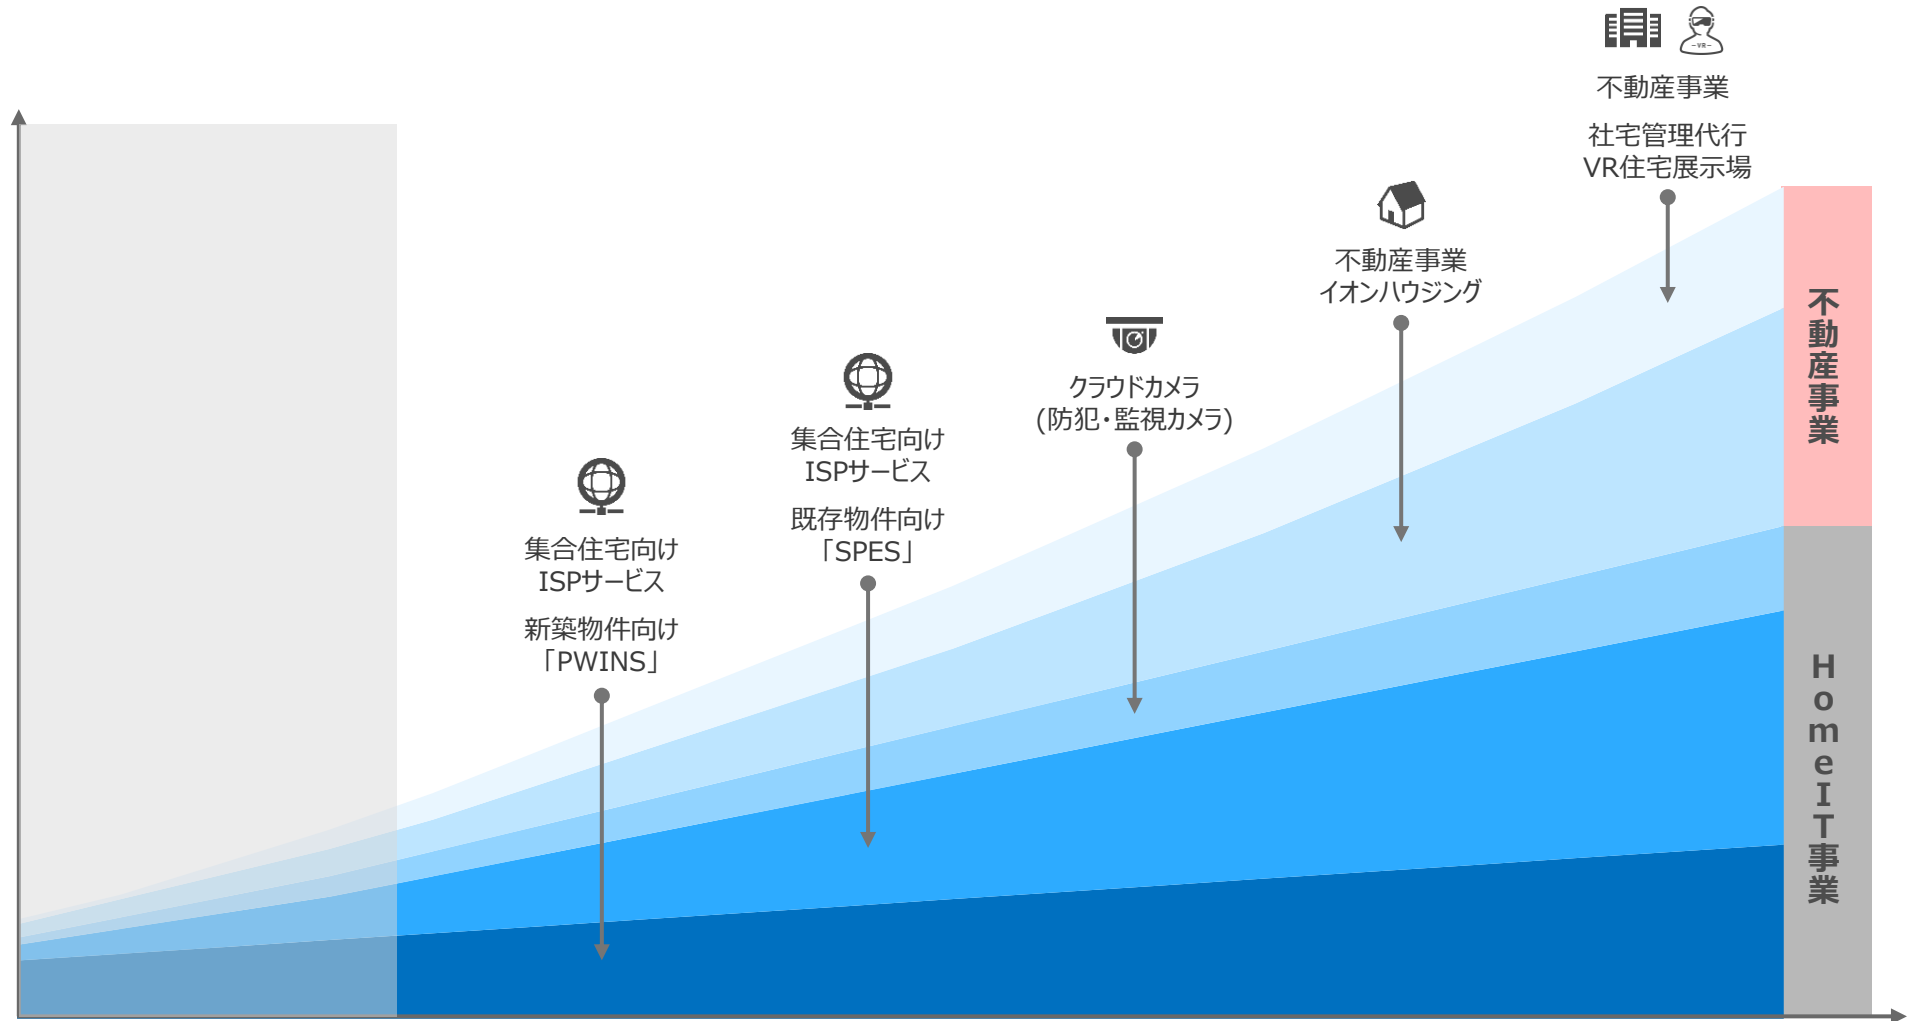 -VR-
不動産事業
社宅管理代行
VR住宅展示場
不動産事業
イオンハウジング
クラウドカメラ
(防犯・監視カメラ)
集合住宅向け
ISPサービス
既存物件向け
「SPES」
集合住宅向け
ISPサービス
新築物件向け
「PWINS」
不動産事業
HomeIT事業